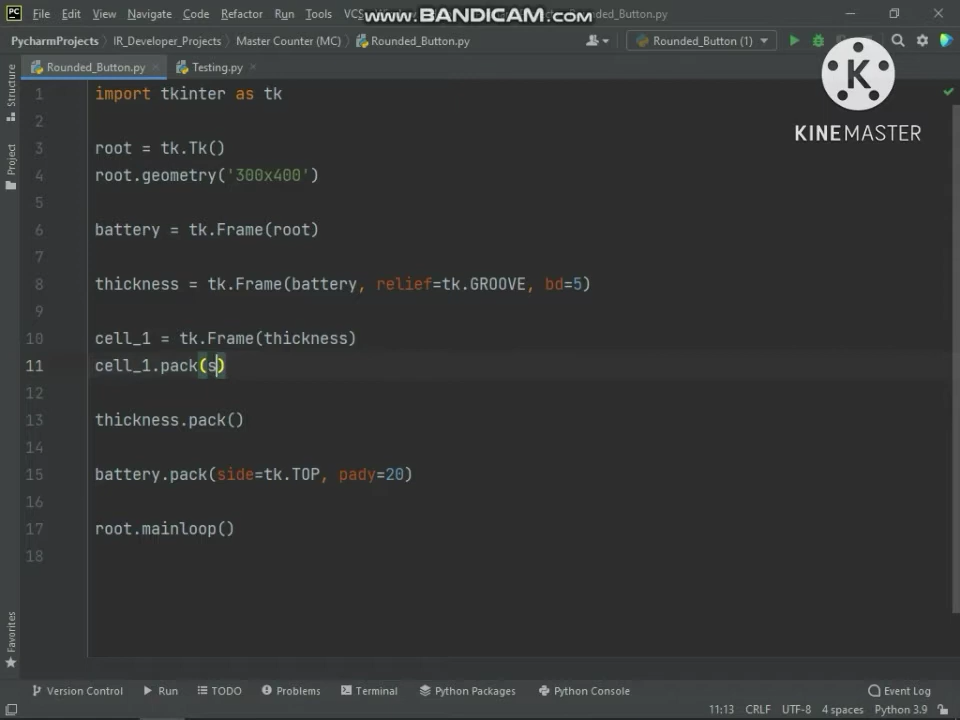 File Edit View Navigate Code Refactor Run Tools VCS www.BANDICAM.com Rounded_Button.py
PycharmProjects IR_Developer_Projects Master Counter (MC) Rounded_Button.py Rounded_Button (1)
Rounded_Button.py Testing.py
Structure
Project
Favorites
K
KINEMASTER
1 import tkinter as tk
2
3 root = tk.Tk()
4 root.geometry('300x400')
5
6 battery = tk.Frame(root)
7
8 thickness = tk.Frame(battery, relief=tk.GROOVE, bd=5)
9
10 cell_1 = tk.Frame(thickness)
11 cell_1.pack(s)
12
13 thickness.pack()
14
15 battery.pack(side=tk.TOP, pady=20)
16
17 root.mainloop()
18
Version Control Run TODO Problems Terminal Python Packages Python Console Event Log
11:13 CRLF UTF-8 4 spaces Python 3.9